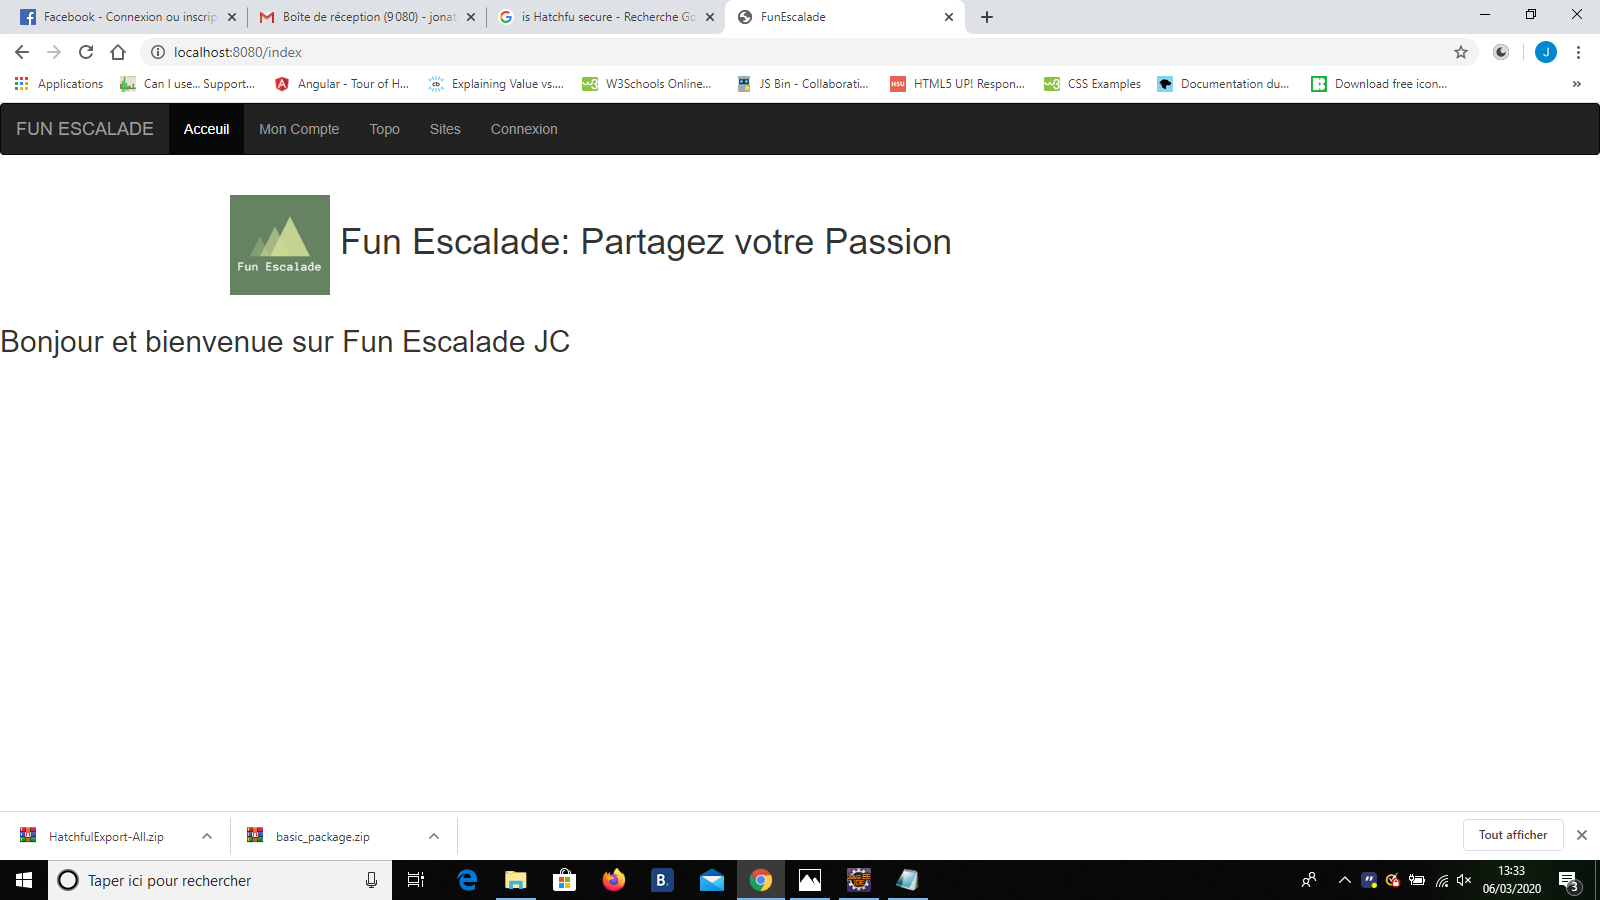 Facebook - Connexion ou inscrip
Boîte de réception (9 080) - jonat
is Hatchfu secure - Recherche Go
FunEscalade
localhost:8080/index
J
Applications
Can I use... Support...
Angular - Tour of H...
Explaining Value vs....
W3Schools Online...
JS Bin - Collaborati...
HTML5 UP! Respon...
CSS Examples
Documentation du...
Download free icon...
»
FUN ESCALADE
Acceuil
Mon Compte
Topo
Sites
Connexion
Fun Escalade
Fun Escalade: Partagez votre Passion
Bonjour et bienvenue sur Fun Escalade JC
HatchfulExport-All.zip
basic_package.zip
Tout afficher
Taper ici pour rechercher
B.
13:33
06/03/2020
3